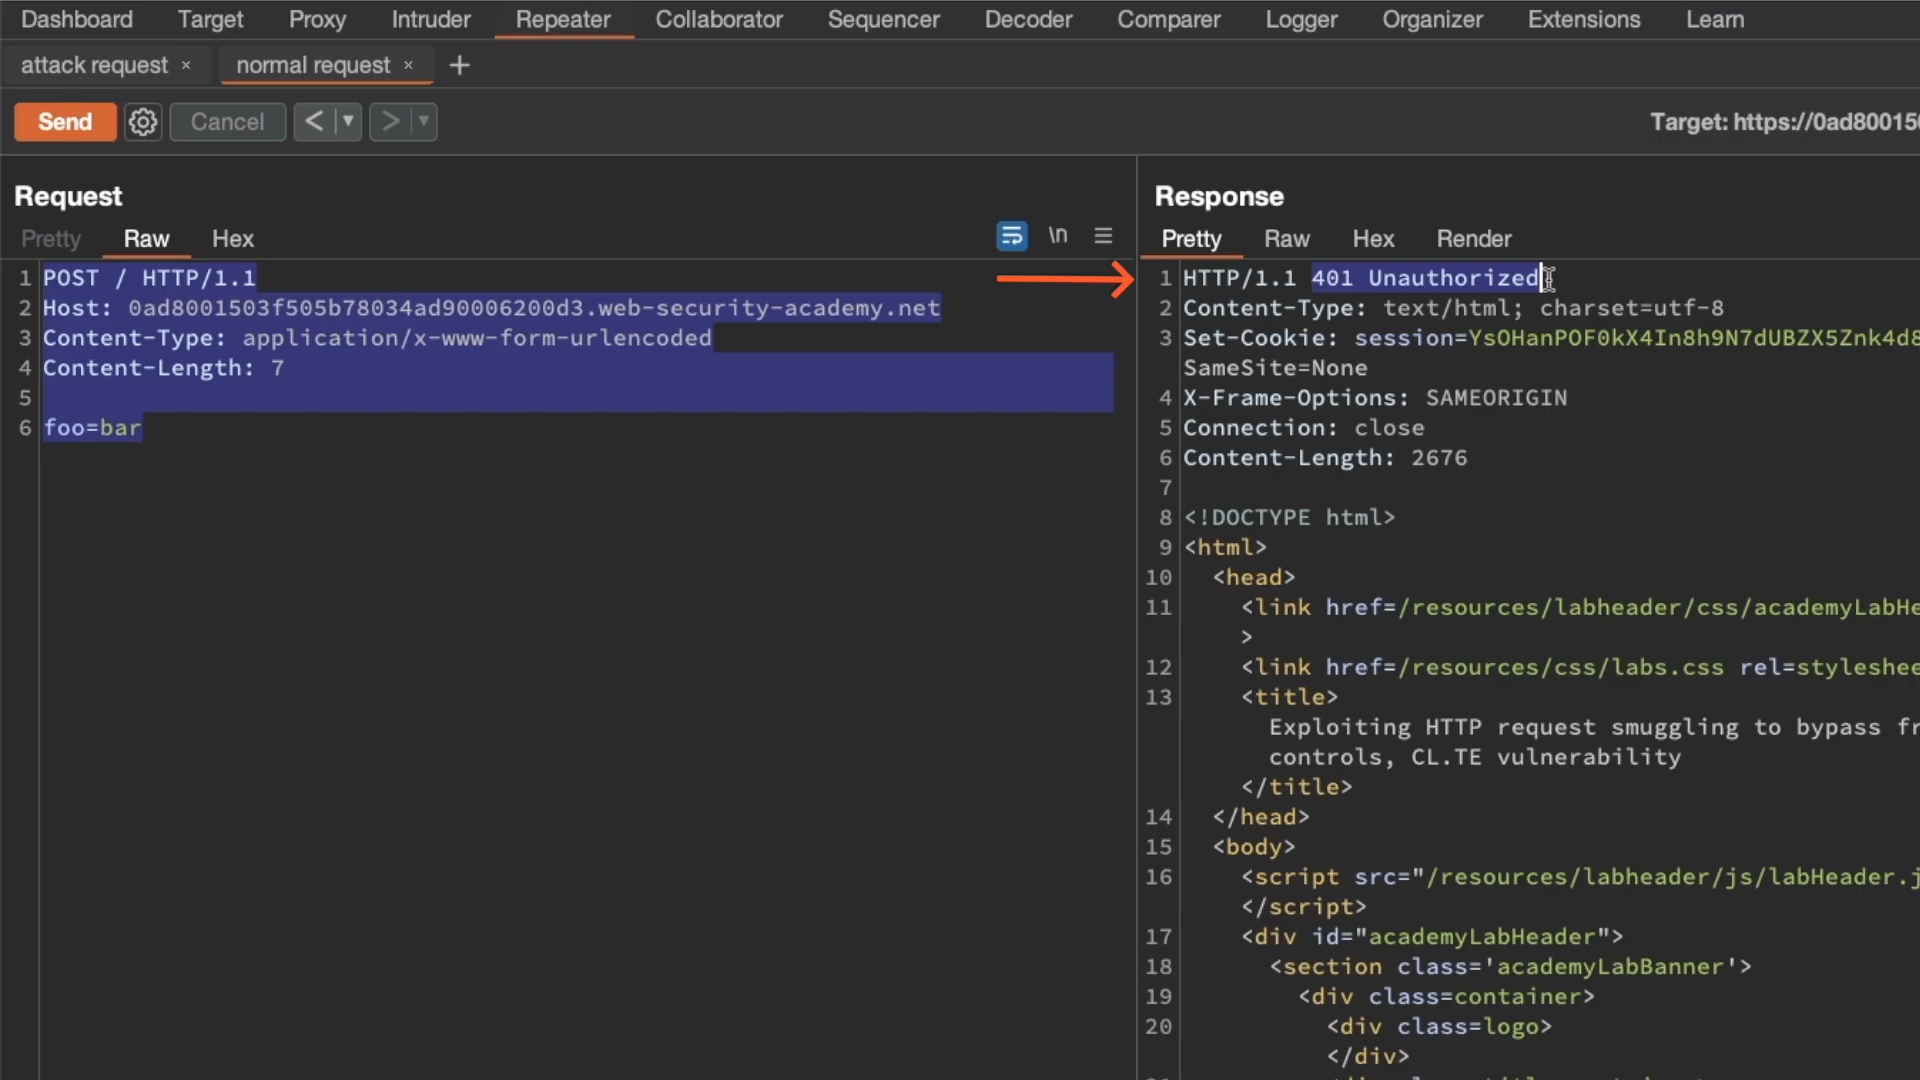 Dashboard Target Proxy Intruder Repeater Collaborator Sequencer Decoder Comparer Logger Organizer Extensions Learn
attack request × normal request × +
Send Cancel < >
Target: https://0ad80015
Request
Pretty Raw Hex \n
1 POST / HTTP/1.1
2 Host: 0ad8001503f505b78034ad90006200d3.web-security-academy.net
3 Content-Type: application/x-www-form-urlencoded
4 Content-Length: 7
5
6 foo=bar
Response
Pretty Raw Hex Render
1 HTTP/1.1 401 Unauthorized
2 Content-Type: text/html; charset=utf-8
3 Set-Cookie: session=YsOHanPOF0kX4In8h9N7dUBZX5Znk4d8
SameSite=None
4 X-Frame-Options: SAMEORIGIN
5 Connection: close
6 Content-Length: 2676
7
8 <!DOCTYPE html>
9 <html>
10 <head>
11 <link href=/resources/labheader/css/academyLabHe
>
12 <link href=/resources/css/labs.css rel=styleshee
13 <title>
Exploiting HTTP request smuggling to bypass fr
controls, CL.TE vulnerability
</title>
14 </head>
15 <body>
16 <script src="/resources/labheader/js/labHeader.j
</script>
17 <div id="academyLabHeader">
18 <section class='academyLabBanner'>
19 <div class=container>
20 <div class=logo>
</div>